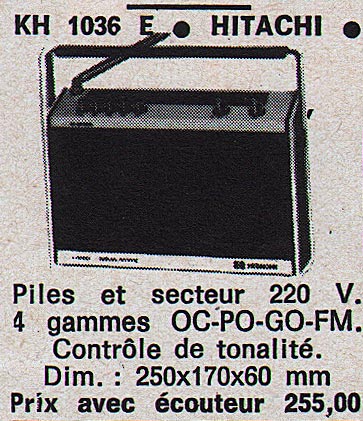 KH 1036 E ● HITACHI ●
HITACHI
Piles et secteur 220 V.
4 gammes OC-PO-GO-FM.
Contrôle de tonalité.
Dim. : 250x170x60 mm
Prix avec écouteur 255,00